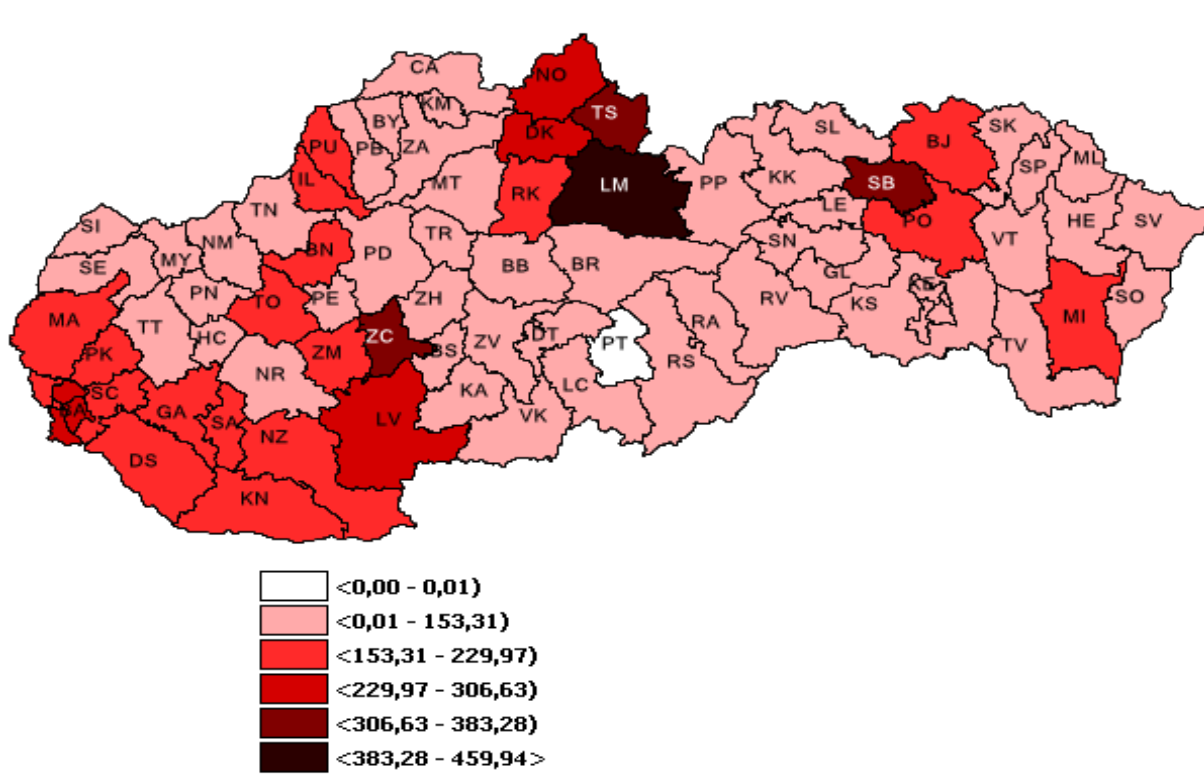 CA
NO
KM
TS
BY
DK
SL
SK
PU
PB
ZA
BJ
ML
SP
IL
MT
RK
LM
PP
KK
SB
TN
LE
PO
HE
SV
SI
NM
TR
SN
VT
BN
PD
SE
MY
BB
BR
GL
KE
PN
TO
PE
ZH
RV
KS
SO
MA
TT
HC
ZC
DT
RA
MI
PK
ZM
BS
ZV
PT
TV
NR
RS
SC
KA
LC
BA
GA
SA
LV
VK
NZ
DS
KN
<0,00 - 0,01)
<0,01 - 153,31)
<153,31 - 229,97)
<229,97 - 306,63)
<306,63 - 383,28)
<383,28 - 459,94>